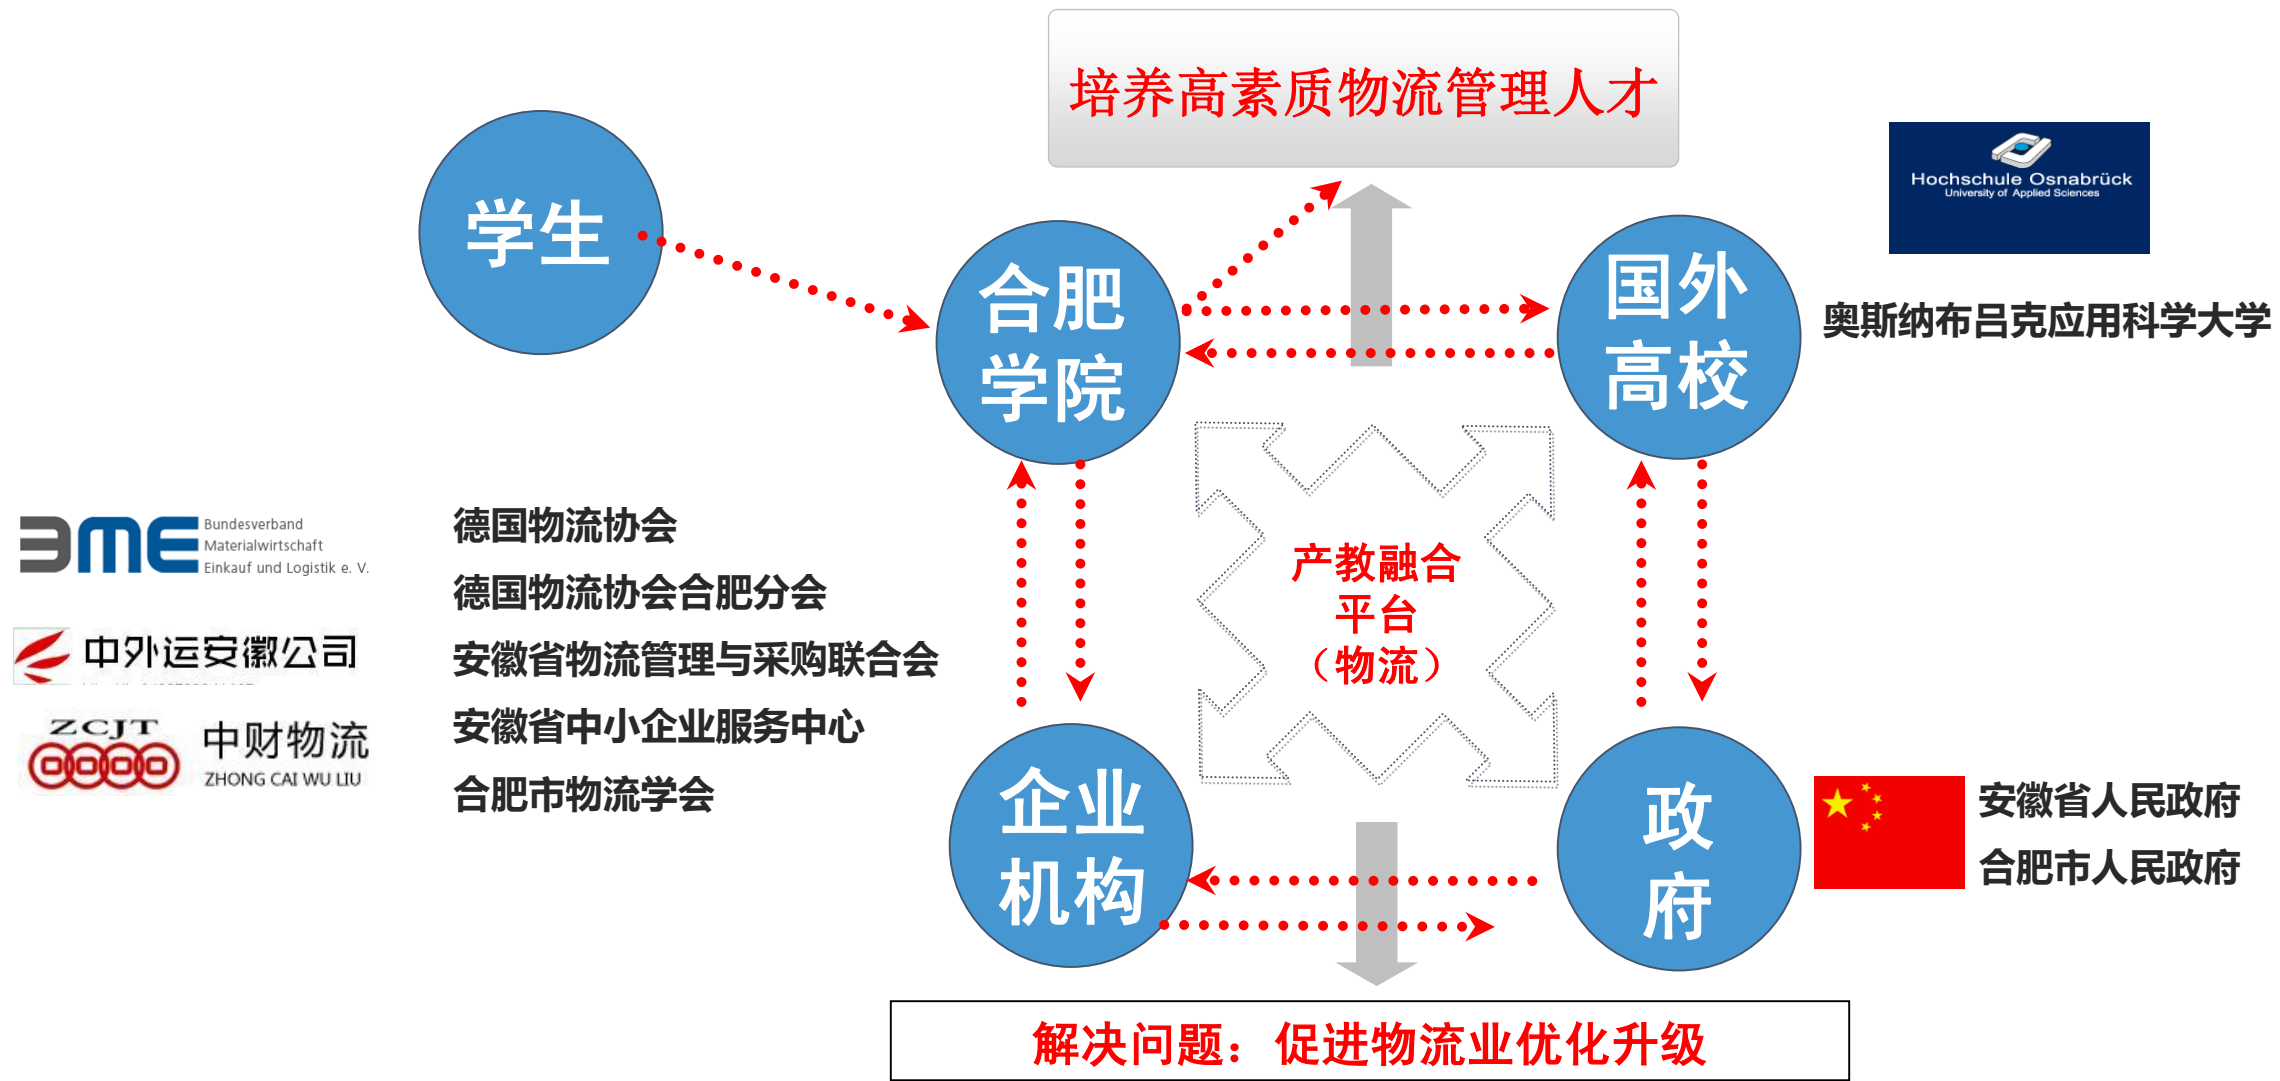 培养高素质物流管理人才
学生
合肥
学院
国外
高校
Hochschule Osnabrück
University of Applied Sciences
奥斯纳布吕克应用科学大学
BME
Bundesverband
Materialwirtschaft
Einkauf und Logistik e. V.
中外运安徽公司
ZCJT
中财物流
ZHONG CAI WU LIU
德国物流协会
德国物流协会合肥分会
安徽省物流管理与采购联合会
安徽省中小企业服务中心
合肥市物流学会
产教融合
平台
（物流）
企业
机构
政
府
安徽省人民政府
合肥市人民政府
解决问题：促进物流业优化升级